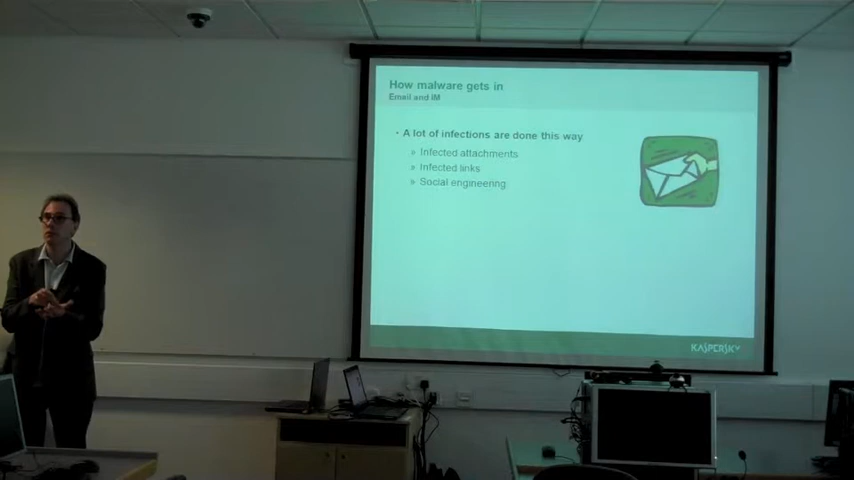 How malware gets in
Email and IM
• A lot of infections are done this way
» Infected attachments
» Infected links
» Social engineering
KASPERSKY